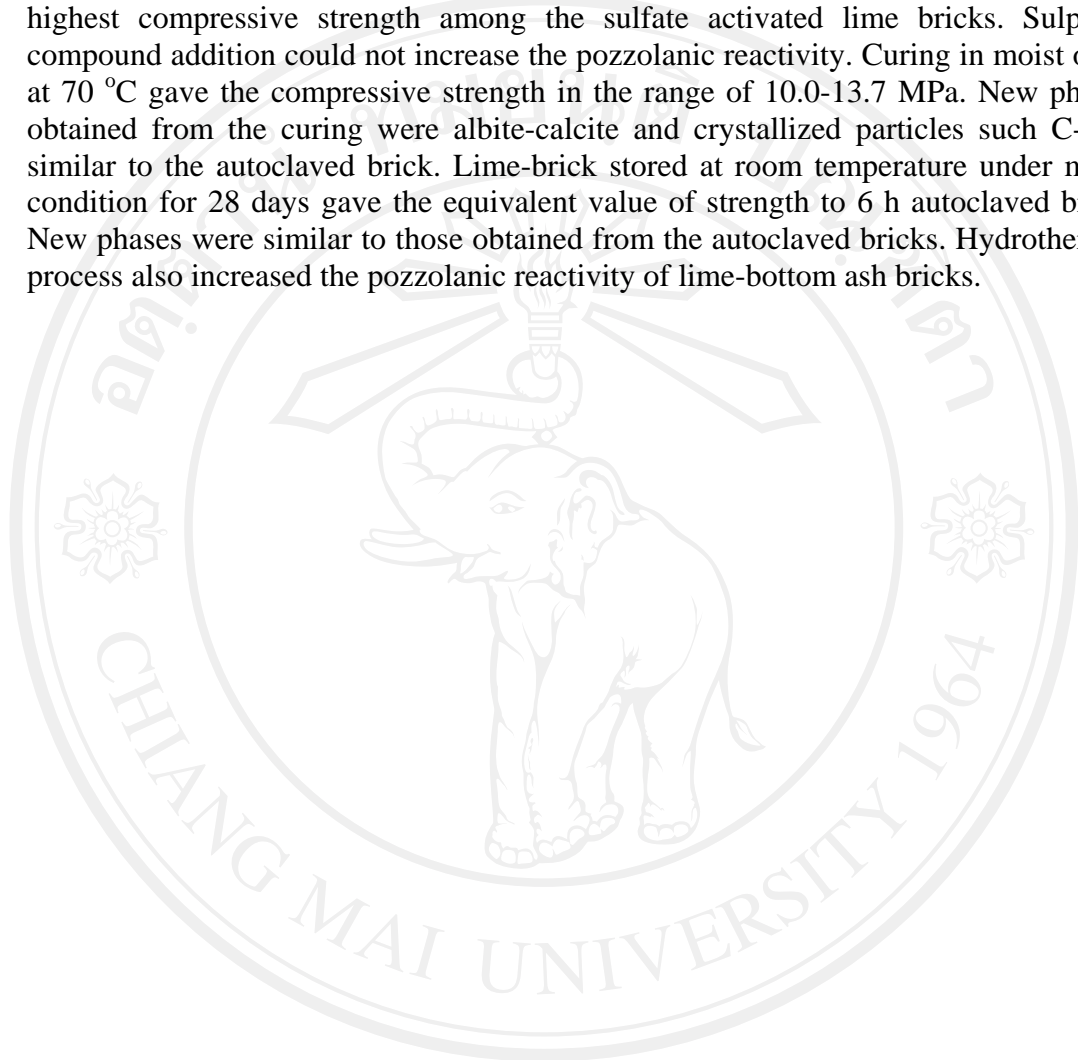 highest compressive strength among the sulfate activated lime bricks. Sulp
compound addition could not increase the pozzolanic reactivity. Curing in moist
at 70 °C gave the compressive strength in the range of 10.0-13.7 MPa. New ph
obtained from the curing were albite-calcite and crystallized particles such C-
similar to the autoclaved brick. Lime-brick stored at room temperature under
condition for 28 days gave the equivalent value of strength to 6 h autoclaved
New phases were similar to those obtained from the autoclaved bricks. Hydrother
process also increased the pozzolanic reactivity of lime-bottom ash bricks.
CHIANG MAI UNIVERSITY 1964